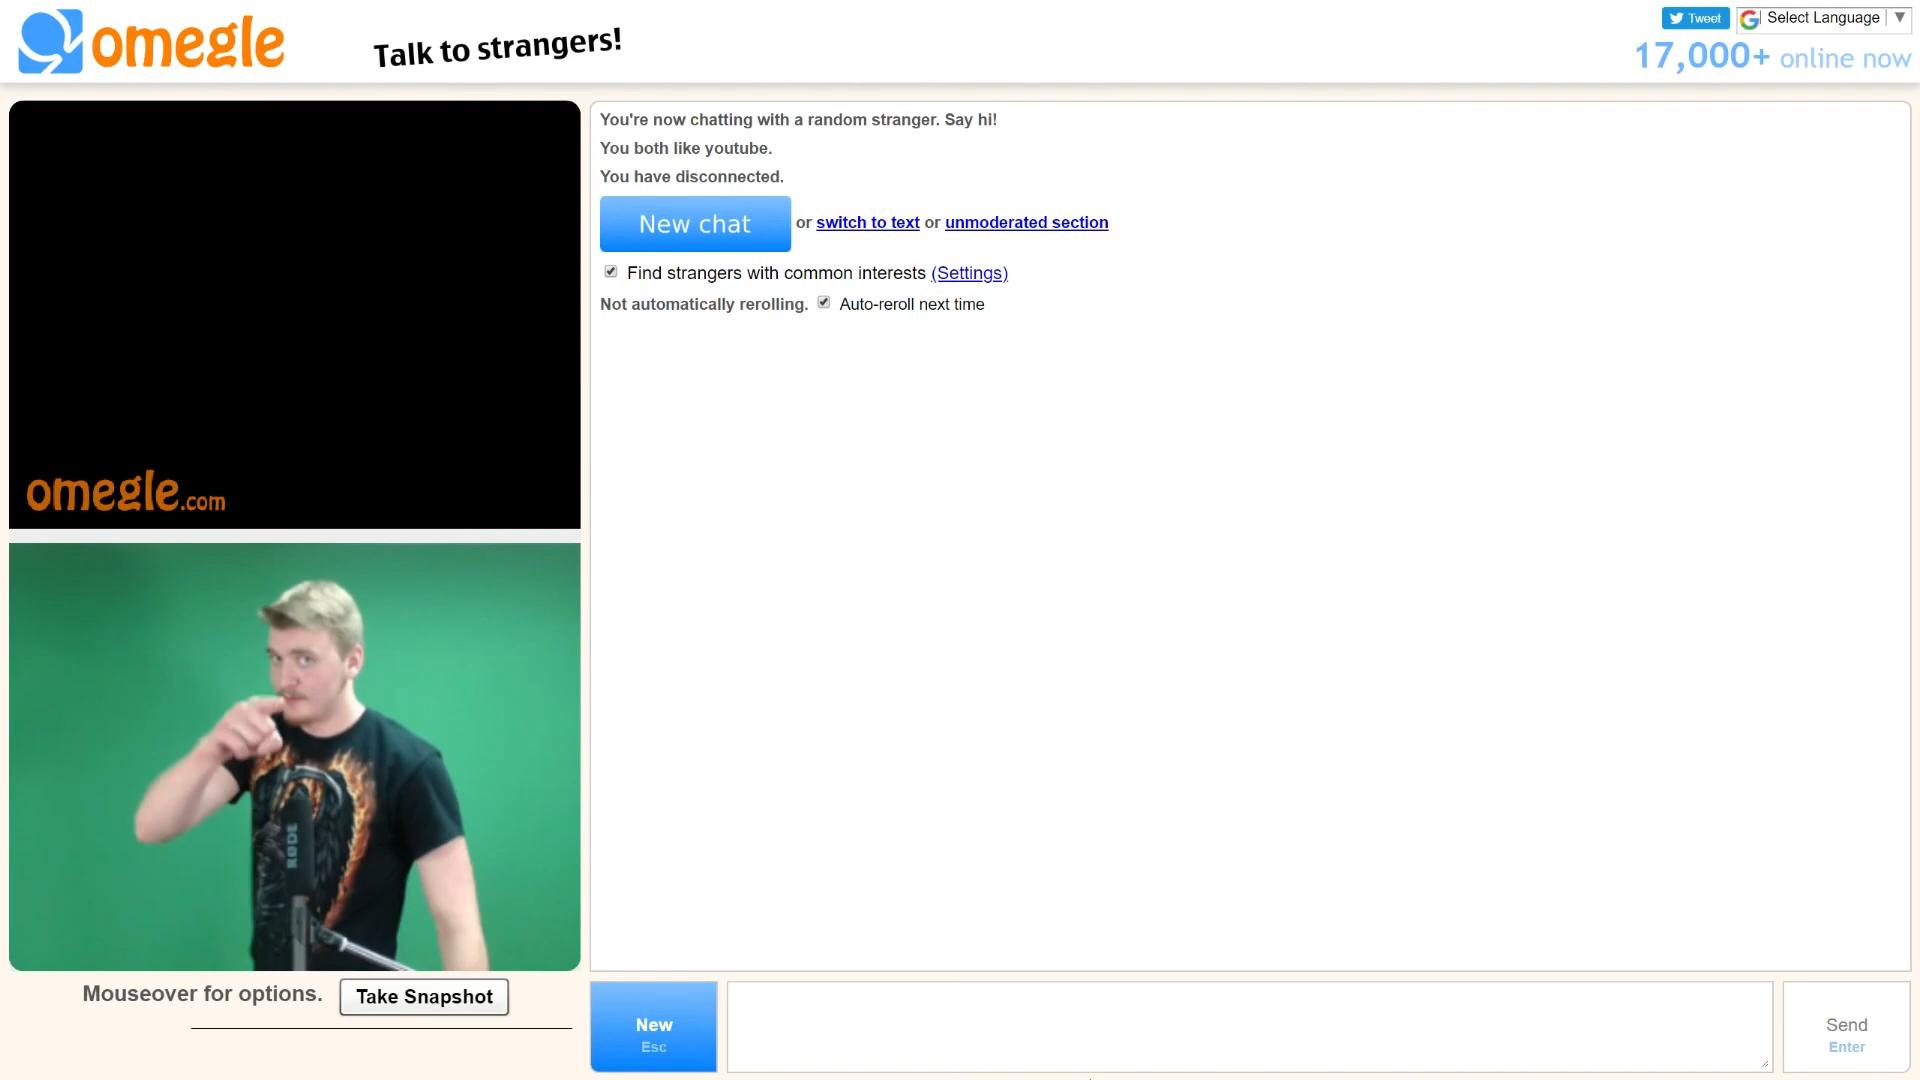 omegle
Talk to strangers!
Tweet
Select Language ▼
17,000+ online now
You're now chatting with a random stranger. Say hi!
You both like youtube.
You have disconnected.
New chat or switch to text or unmoderated section
Find strangers with common interests (Settings)
Not automatically rerolling. Auto-reroll next time
omegle.com
RØDE
Mouseover for options. Take Snapshot
New
Esc
Send
Enter